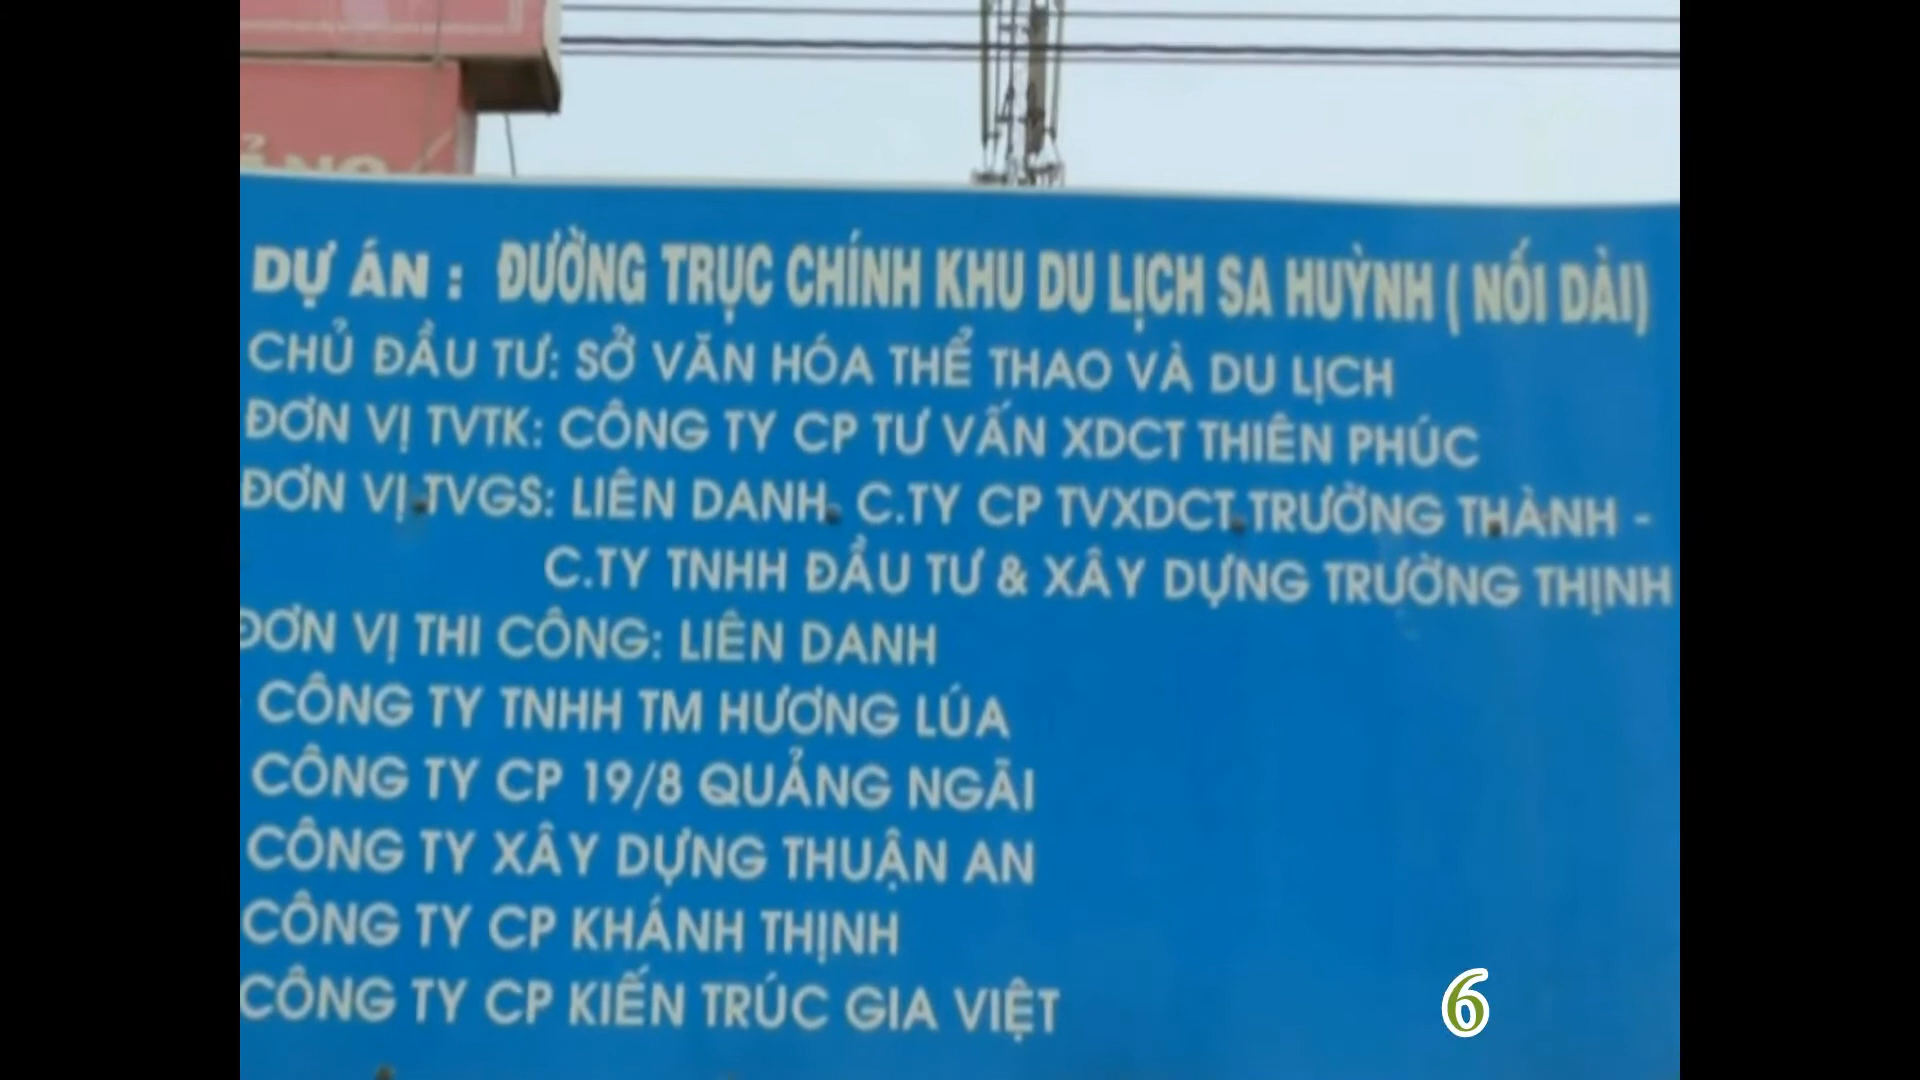 DỰ ÁN : ĐƯỜNG TRỤC CHÍNH KHU DU LỊCH SA HUỲNH ( NỐI DÀI)
CHỦ ĐẦU TƯ: SỞ VĂN HÓA THỂ THAO VÀ DU LỊCH
ĐƠN VỊ TVTK: CÔNG TY CP TƯ VẤN XDCT THIÊN PHÚC
ĐƠN VỊ TVGS: LIÊN DANH C.TY CP TVXDCT TRƯỜNG THÀNH -
C.TY TNHH ĐẦU TƯ & XÂY DỰNG TRƯỜNG THỊNH
ĐƠN VỊ THI CÔNG: LIÊN DANH
CÔNG TY TNHH TM HƯƠNG LÚA
CÔNG TY CP 19/8 QUẢNG NGÃI
CÔNG TY XÂY DỰNG THUẬN AN
CÔNG TY CP KHÁNH THỊNH
CÔNG TY CP KIẾN TRÚC GIA VIỆT
6